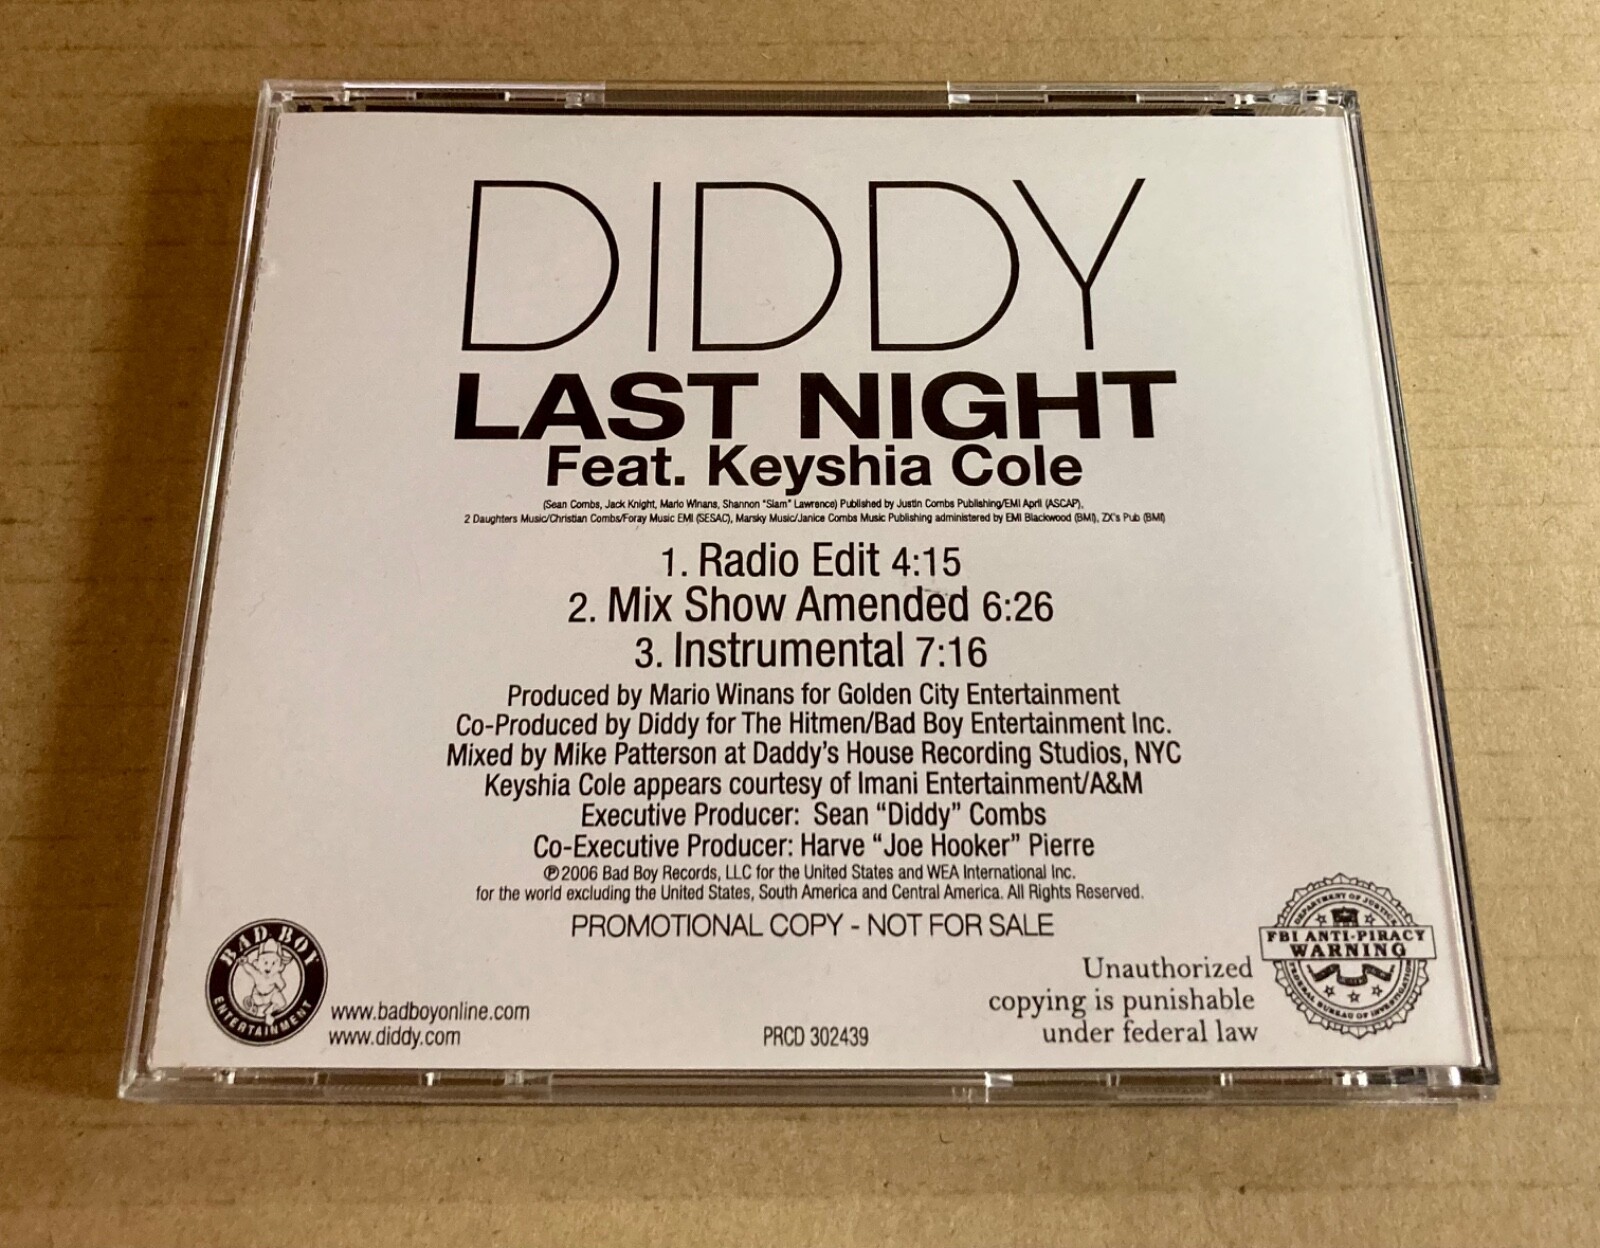 DIDDY
LAST NIGHT
Feat. Keyshia Cole
(Sean Combs, Jack Knight, Mario Winans, Shannon "Slam" Lawrence) Published by Justin Combs Publishing/EMI April (ASCAP),
2 Daughters Music/Christian Combs/Foray Music EMI (SESAC), Marsky Music/Janice Combs Music Publishing administered by EMI Blackwood (BMI), ZX's Pub (BMI)
1. Radio Edit 4:15
2. Mix Show Amended 6:26
3. Instrumental 7:16
Produced by Mario Winans for Golden City Entertainment
Co-Produced by Diddy for The Hitmen/Bad Boy Entertainment Inc.
Mixed by Mike Patterson at Daddy's House Recording Studios, NYC
Keyshia Cole appears courtesy of Imani Entertainment/A&M
Executive Producer: Sean "Diddy" Combs
Co-Executive Producer: Harve "Joe Hooker" Pierre
℗ 2006 Bad Boy Records, LLC for the United States and WEA International Inc.
for the world excluding the United States, South America and Central America. All Rights Reserved.
PROMOTIONAL COPY - NOT FOR SALE
BAD BOY
ENTERTAINMENT
www.badboyonline.com
www.diddy.com
PRCD 302439
Unauthorized
copying is punishable
under federal law
DEPARTMENT OF JUSTICE
FBI ANTI-PIRACY
WARNING
FEDERAL BUREAU OF INVESTIGATION